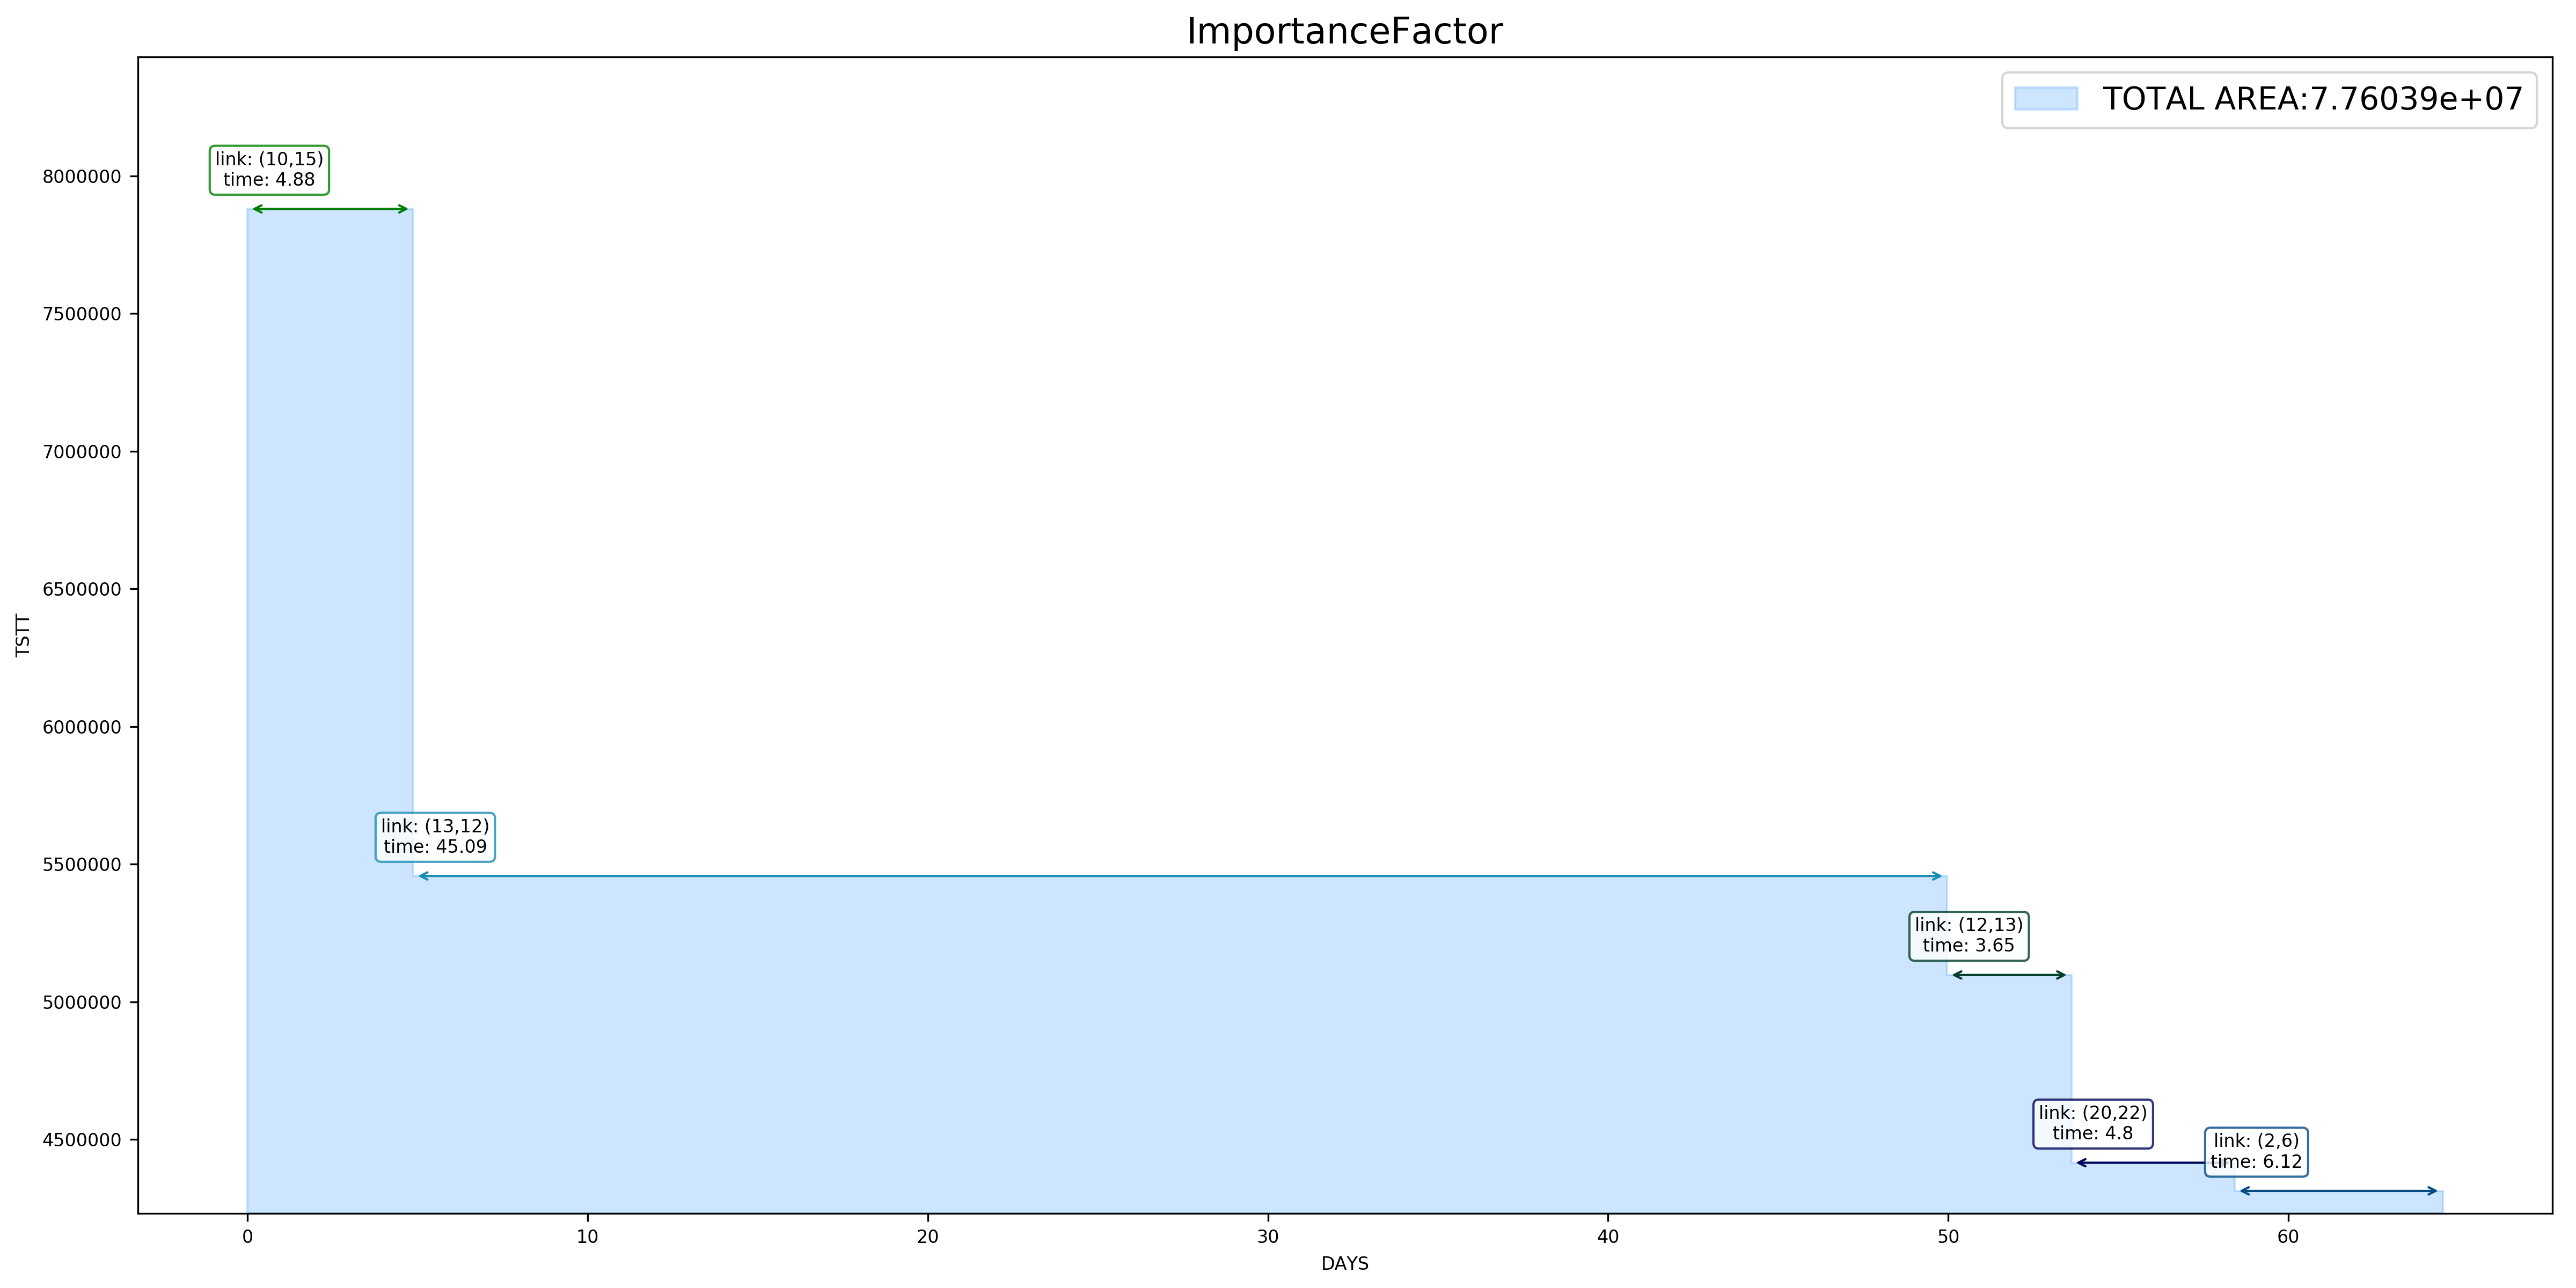 ImportanceFactor
TOTAL AREA:7.76039e+07
link: (10,15)
time: 4.88
link: (13,12)
time: 45.09
link: (12,13)
time: 3.65
link: (20,22)
time: 4.8
link: (2,6)
time: 6.12
TSTT
8000000
7500000
7000000
6500000
6000000
5500000
5000000
4500000
0 10 20 30 40 50 60
DAYS